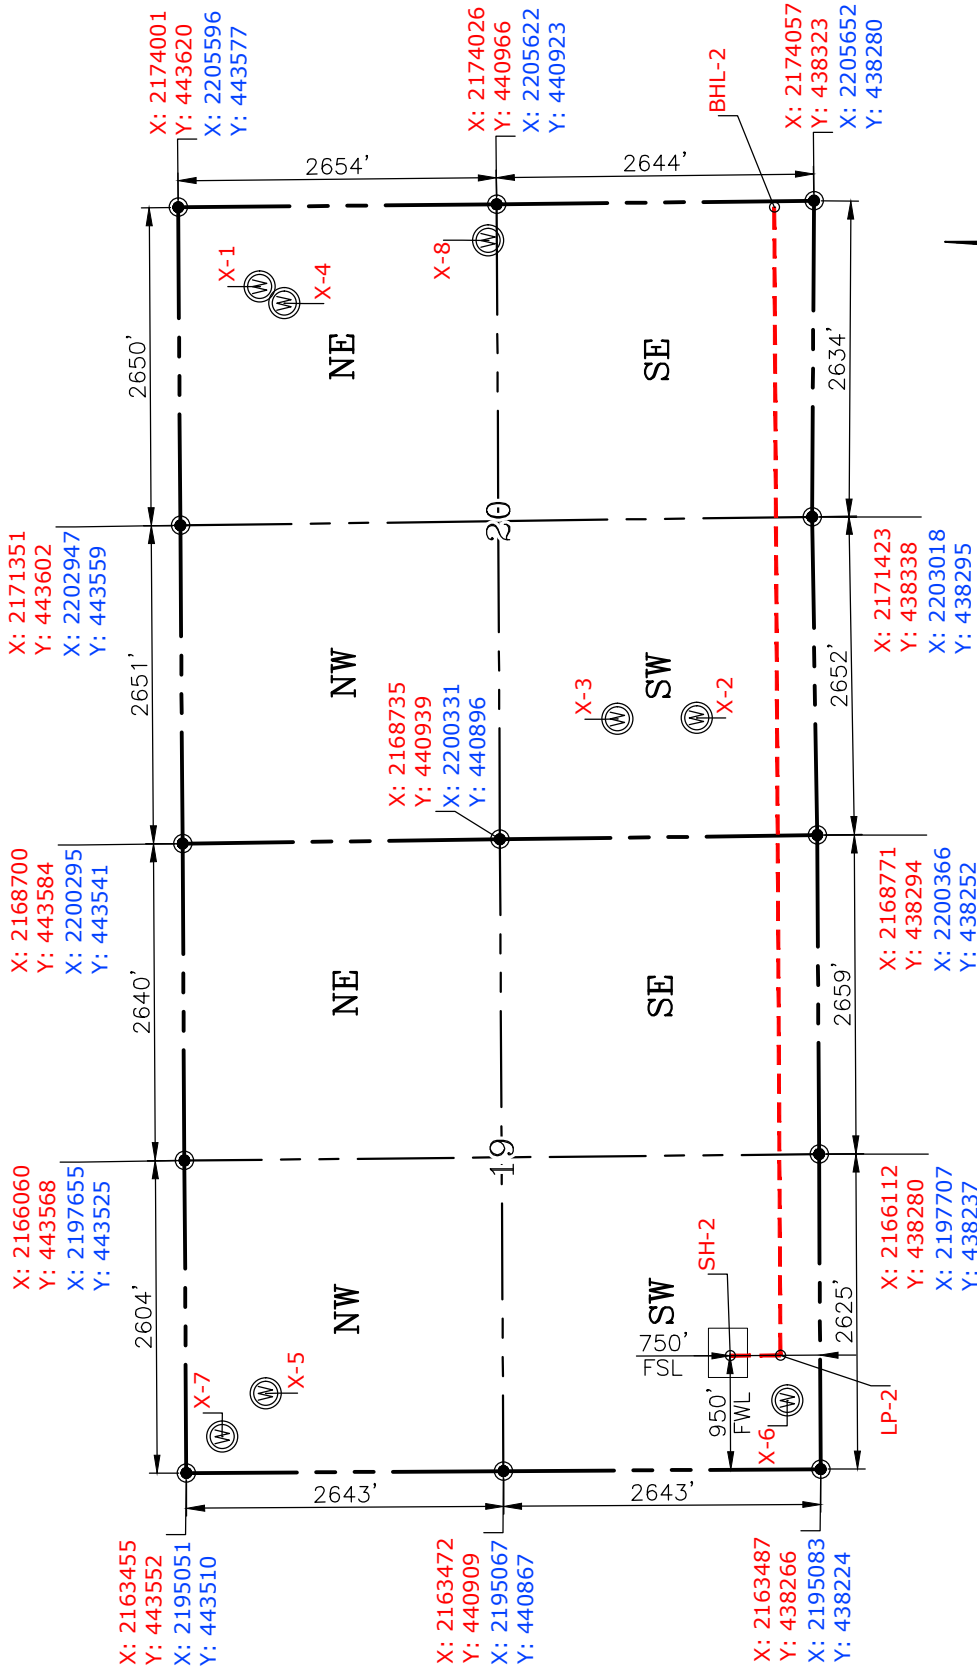 X: 2174001
Y: 443620
X: 2205596
Y: 443577
X: 2174026
Y: 440966
X: 2205622
Y: 440923
BHL-2
X: 2174057
Y: 438323
X: 2205652
Y: 438280
2654'
2644'
X-1
X-4
X-8
2650'
NE
SE
2634'
X: 2171351
Y: 443602
X: 2202947
Y: 443559
20
X: 2171423
Y: 438338
X: 2203018
Y: 438295
2651'
NW
X-3
SW
X-2
2652'
X: 2168735
Y: 440939
X: 2200331
Y: 440896
X: 2168700
Y: 443584
X: 2200295
Y: 443541
X: 2168771
Y: 438294
X: 2200366
Y: 438252
2640'
NE
SE
2659'
X: 2166060
Y: 443568
X: 2197655
Y: 443525
19
X: 2166112
Y: 438280
X: 2197707
Y: 438237
2604'
NW
SH-2
SW
2625'
750'
FSL
X-7
X-5
950'
FWL
X-6
LP-2
2643'
2643'
X: 2163455
Y: 443552
X: 2195051
Y: 443510
X: 2163472
Y: 440909
X: 2195067
Y: 440867
X: 2163487
Y: 438266
X: 2195083
Y: 438224
W
W
W
W
W
W
W
W